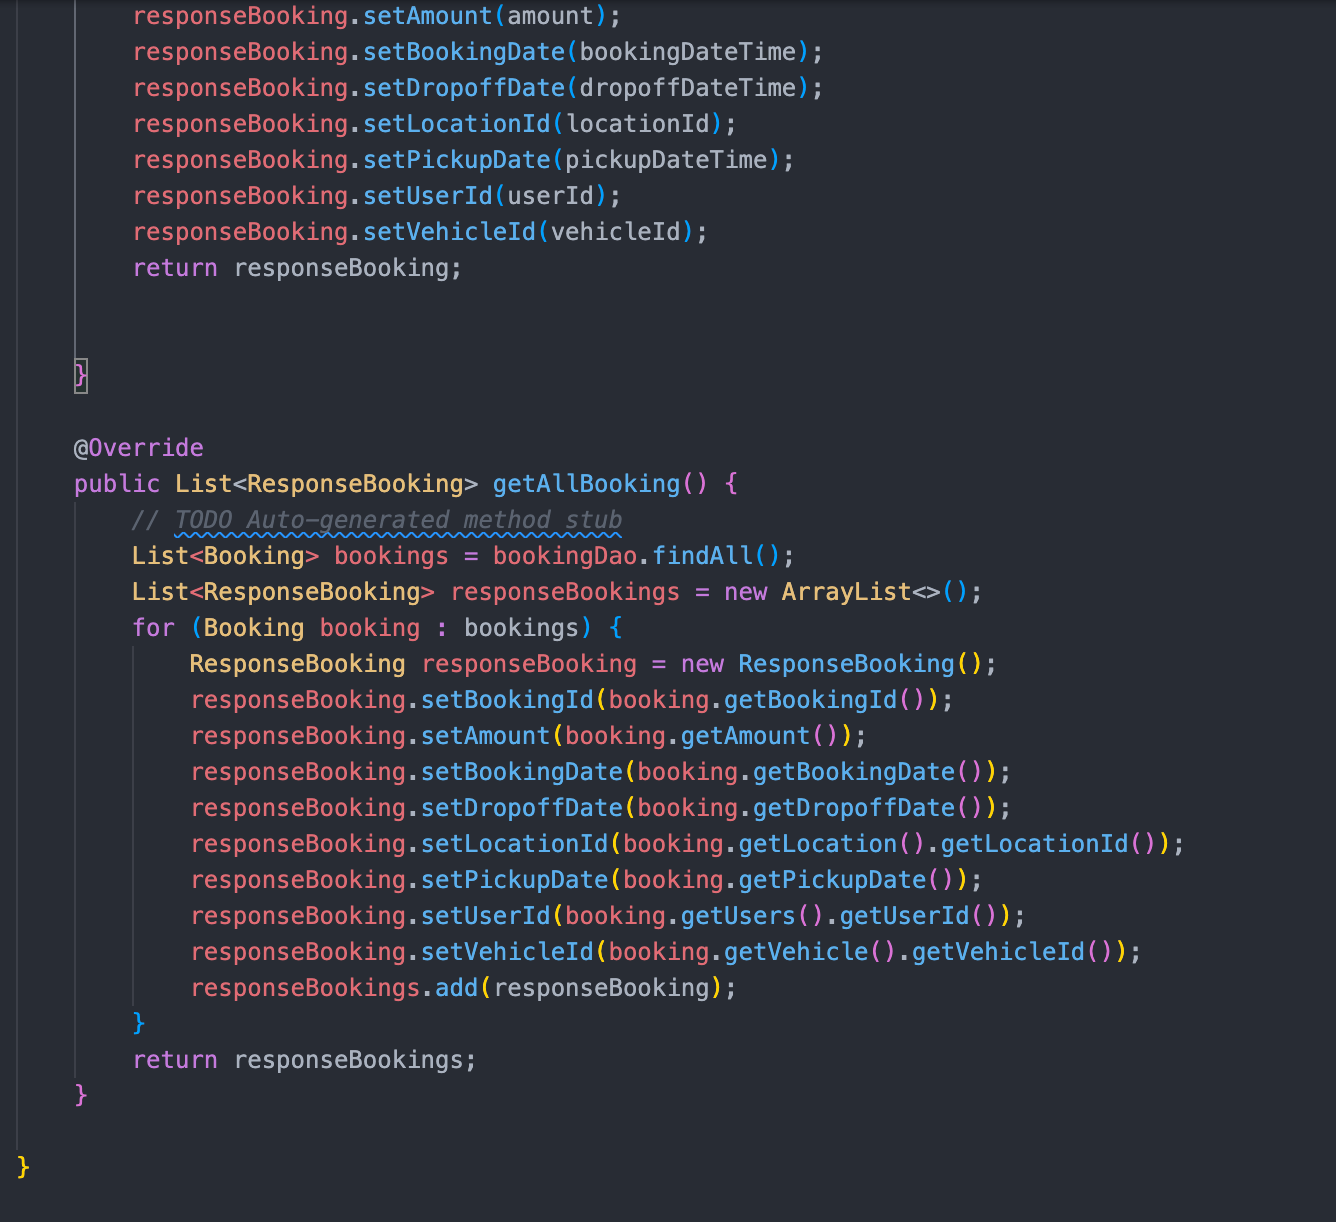 responseBooking.setAmount(amount);
responseBooking.setBookingDate(bookingDateTime);
responseBooking.setDropoffDate(dropoffDateTime);
responseBooking.setLocationId(locationId);
responseBooking.setPickupDate(pickupDateTime);
responseBooking.setUserId(userId);
responseBooking.setVehicleId(vehicleId);
return responseBooking;
}
@Override
public List<ResponseBooking> getAllBooking() {
// TODO Auto-generated method stub
List<Booking> bookings = bookingDao.findAll();
List<ResponseBooking> responseBookings = new ArrayList<>();
for (Booking booking : bookings) {
ResponseBooking responseBooking = new ResponseBooking();
responseBooking.setBookingId(booking.getBookingId());
responseBooking.setAmount(booking.getAmount());
responseBooking.setBookingDate(booking.getBookingDate());
responseBooking.setDropoffDate(booking.getDropoffDate());
responseBooking.setLocationId(booking.getLocation().getLocationId());
responseBooking.setPickupDate(booking.getPickupDate());
responseBooking.setUserId(booking.getUsers().getUserId());
responseBooking.setVehicleId(booking.getVehicle().getVehicleId());
responseBookings.add(responseBooking);
}
return responseBookings;
}
}